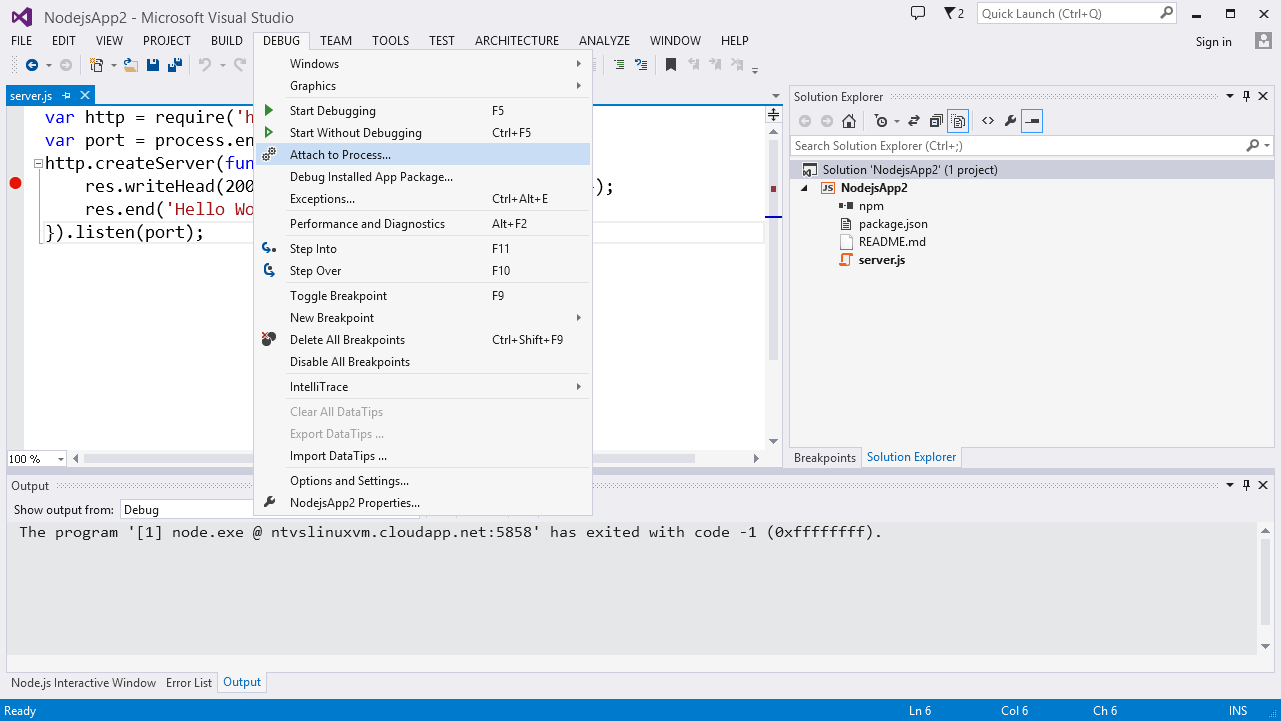 NodejsApp2 - Microsoft Visual Studio
2
Quick Launch (Ctrl+Q)
FILE EDIT VIEW PROJECT BUILD DEBUG TEAM TOOLS TEST ARCHITECTURE ANALYZE WINDOW HELP
Sign in
server.js
var http = require('h
var port = process.en
http.createServer(fun
res.writeHead(200 );
res.end('Hello Wo
}).listen(port);
Windows
Graphics
Start Debugging F5
Start Without Debugging Ctrl+F5
Attach to Process...
Debug Installed App Package...
Exceptions... Ctrl+Alt+E
Performance and Diagnostics Alt+F2
Step Into F11
Step Over F10
Toggle Breakpoint F9
New Breakpoint
Delete All Breakpoints Ctrl+Shift+F9
Disable All Breakpoints
IntelliTrace
Clear All DataTips
Export DataTips ...
Import DataTips ...
Options and Settings...
NodejsApp2 Properties...
100 %
Solution Explorer
Search Solution Explorer (Ctrl+;)
Solution 'NodejsApp2' (1 project)
JS NodejsApp2
npm
package.json
README.md
server.js
Breakpoints Solution Explorer
Output
Show output from: Debug
The program '[1] node.exe @ ntvslinuxvm.cloudapp.net:5858' has exited with code -1 (0xffffffff).
Node.js Interactive Window Error List Output
Ready Ln 6 Col 6 Ch 6 INS